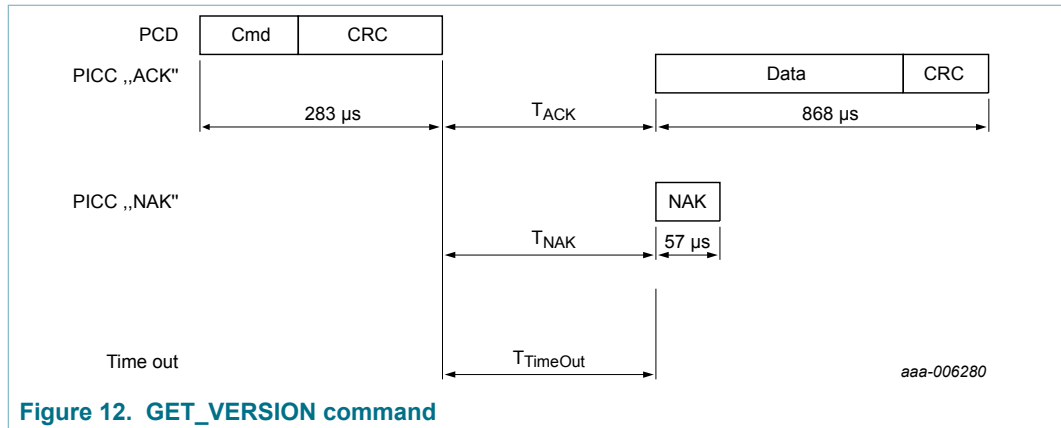 PCD Cmd CRC
PICC ,,ACK" Data CRC
283 µs TACK 868 µs
PICC ,,NAK" NAK
TNAK 57 µs
Time out TTimeOut aaa-006280
Figure 12. GET_VERSION command